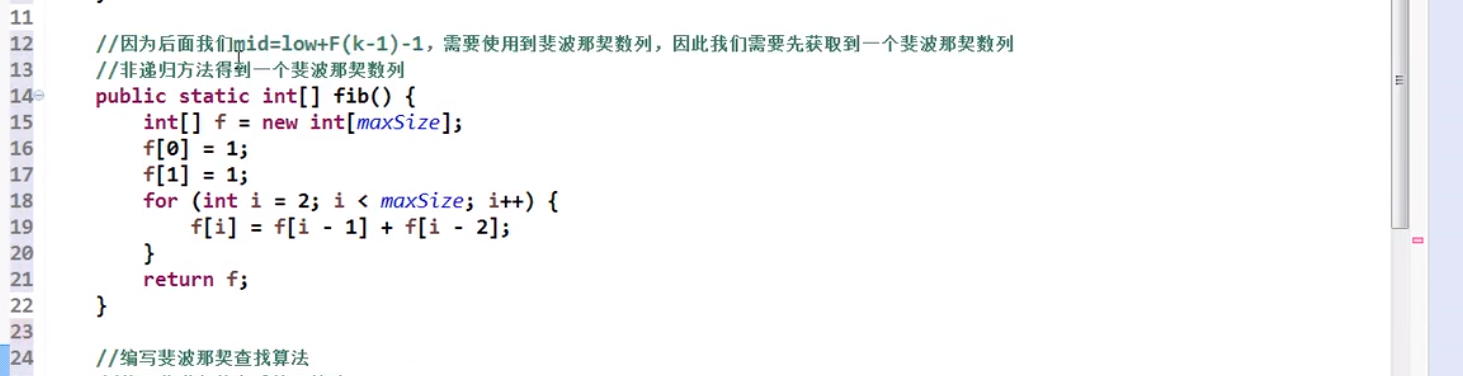 11
12 //因为后面我们mid=low+F(k-1)-1，需要使用到斐波那契数列，因此我们需要先获取到一个斐波那契数列
13 //非递归方法得到一个斐波那契数列
14 public static int[] fib() {
15 int[] f = new int[maxSize];
16 f[0] = 1;
17 f[1] = 1;
18 for (int i = 2; i < maxSize; i++) {
19 f[i] = f[i - 1] + f[i - 2];
20 }
21 return f;
22 }
23
24 //编写斐波那契查找算法